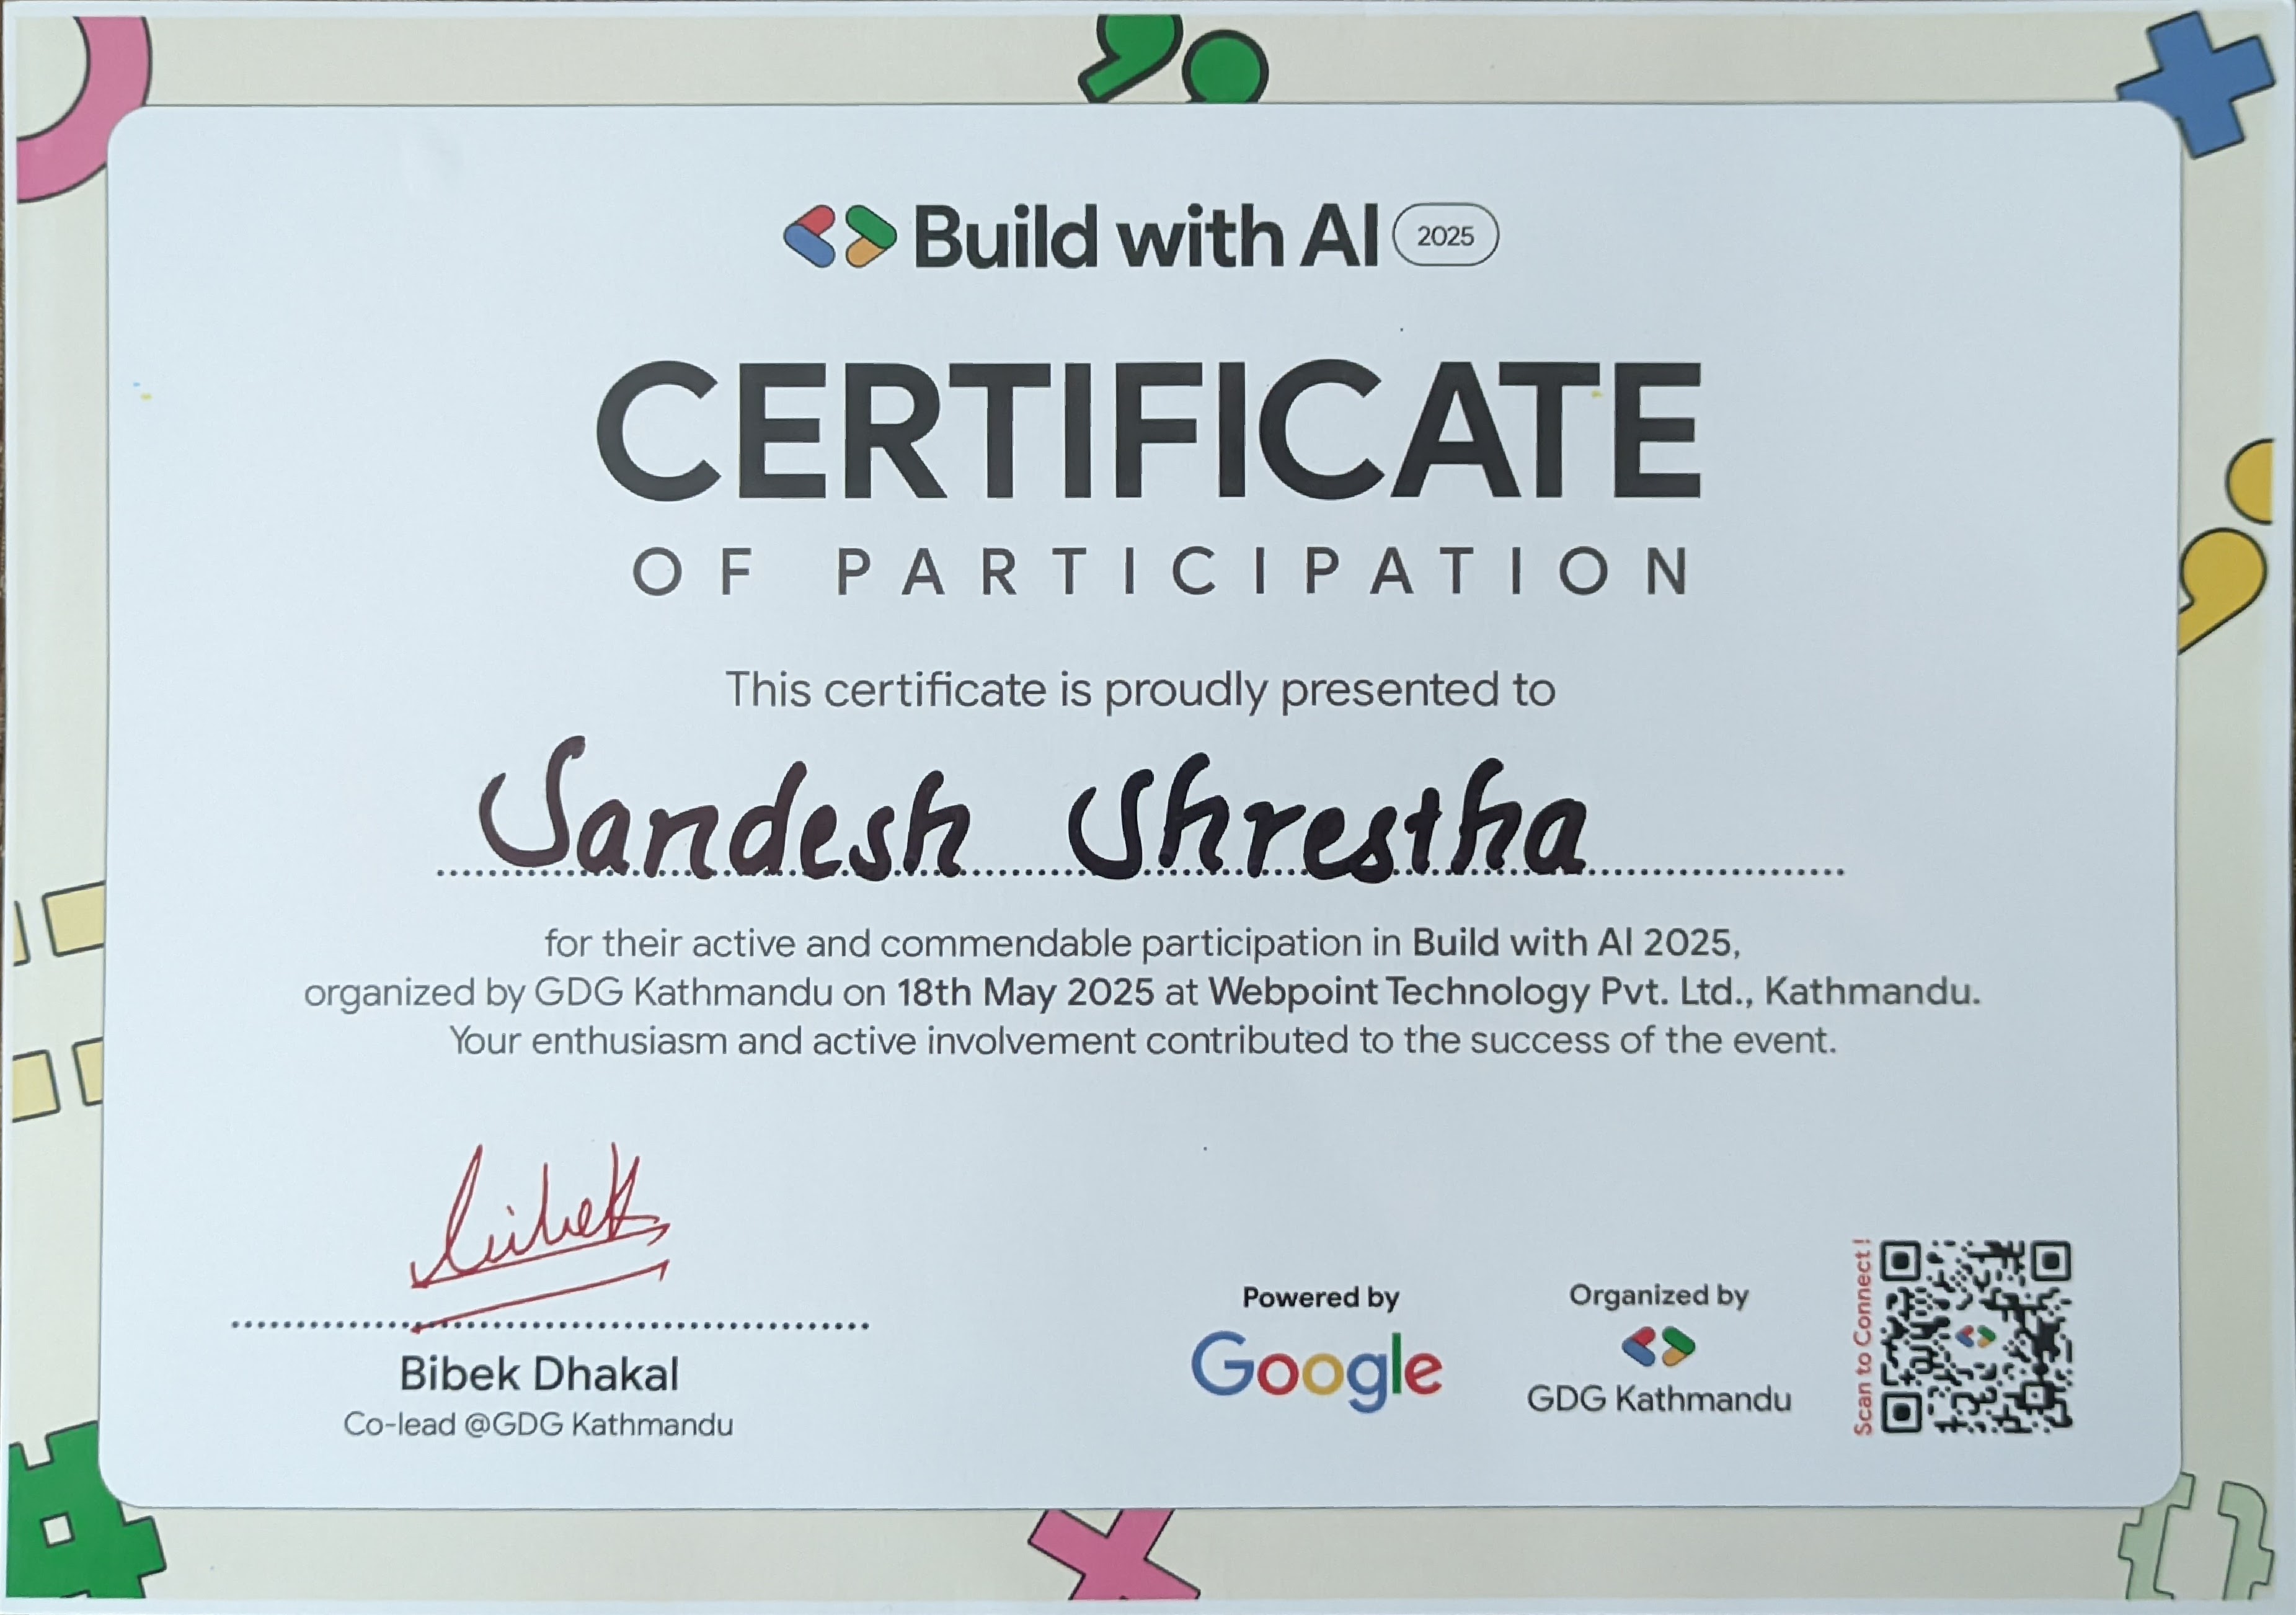 Build with AI 2025
CERTIFICATE
OF PARTICIPATION
This certificate is proudly presented to
Sandesh Shrestha
for their active and commendable participation in Build with AI 2025,
organized by GDG Kathmandu on 18th May 2025 at Webpoint Technology Pvt. Ltd., Kathmandu.
Your enthusiasm and active involvement contributed to the success of the event.
Bibek
Bibek Dhakal
Co-lead @GDG Kathmandu
Powered by
Google
Organized by
GDG Kathmandu
Scan to Connect!